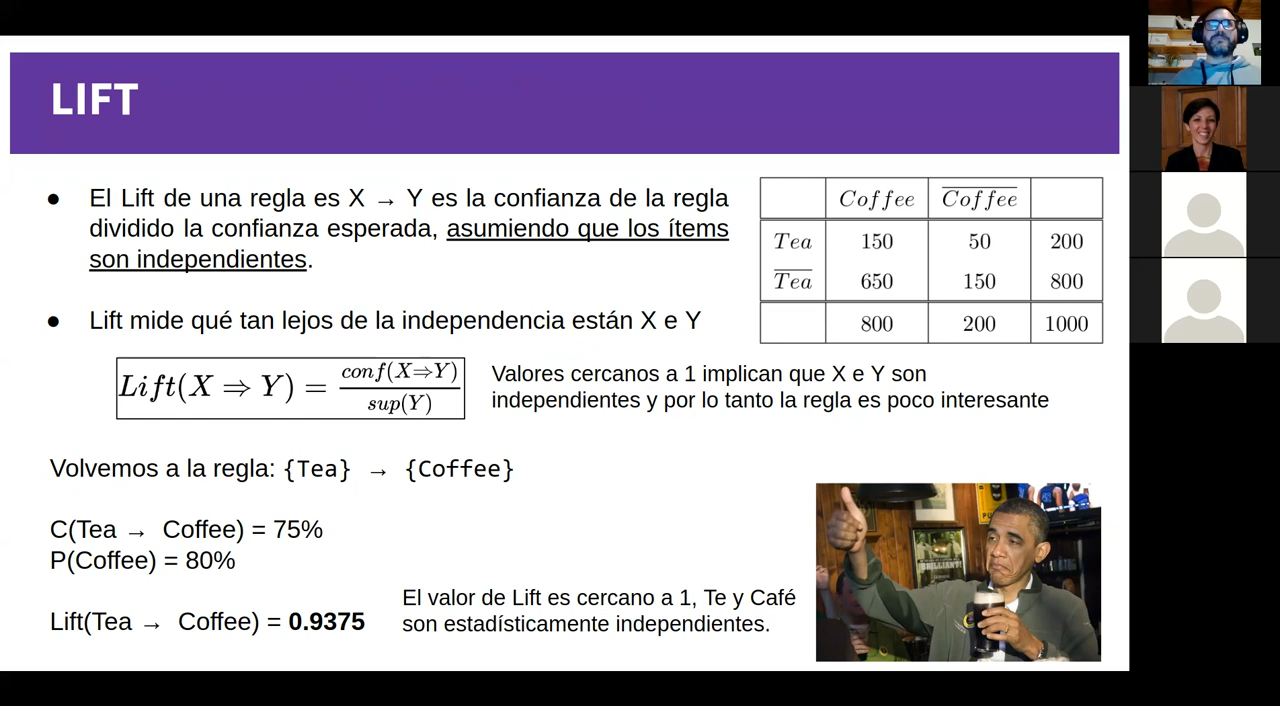 LIFT
● El Lift de una regla es X → Y es la confianza de la regla
dividido la confianza esperada, asumiendo que los ítems
son independientes.
● Lift mide qué tan lejos de la independencia están X e Y
Coffee \overline{Coffee}
Tea 150 50 200
\overline{Tea} 650 150 800
800 200 1000
Lift(X ⇒ Y) = conf(X⇒Y) / sup(Y)
Valores cercanos a 1 implican que X e Y son
independientes y por lo tanto la regla es poco interesante
Volvemos a la regla: {Tea} → {Coffee}
C(Tea → Coffee) = 75%
P(Coffee) = 80%
Lift(Tea → Coffee) = 0.9375
El valor de Lift es cercano a 1, Te y Café
son estadísticamente independientes.
BRILLIANT!